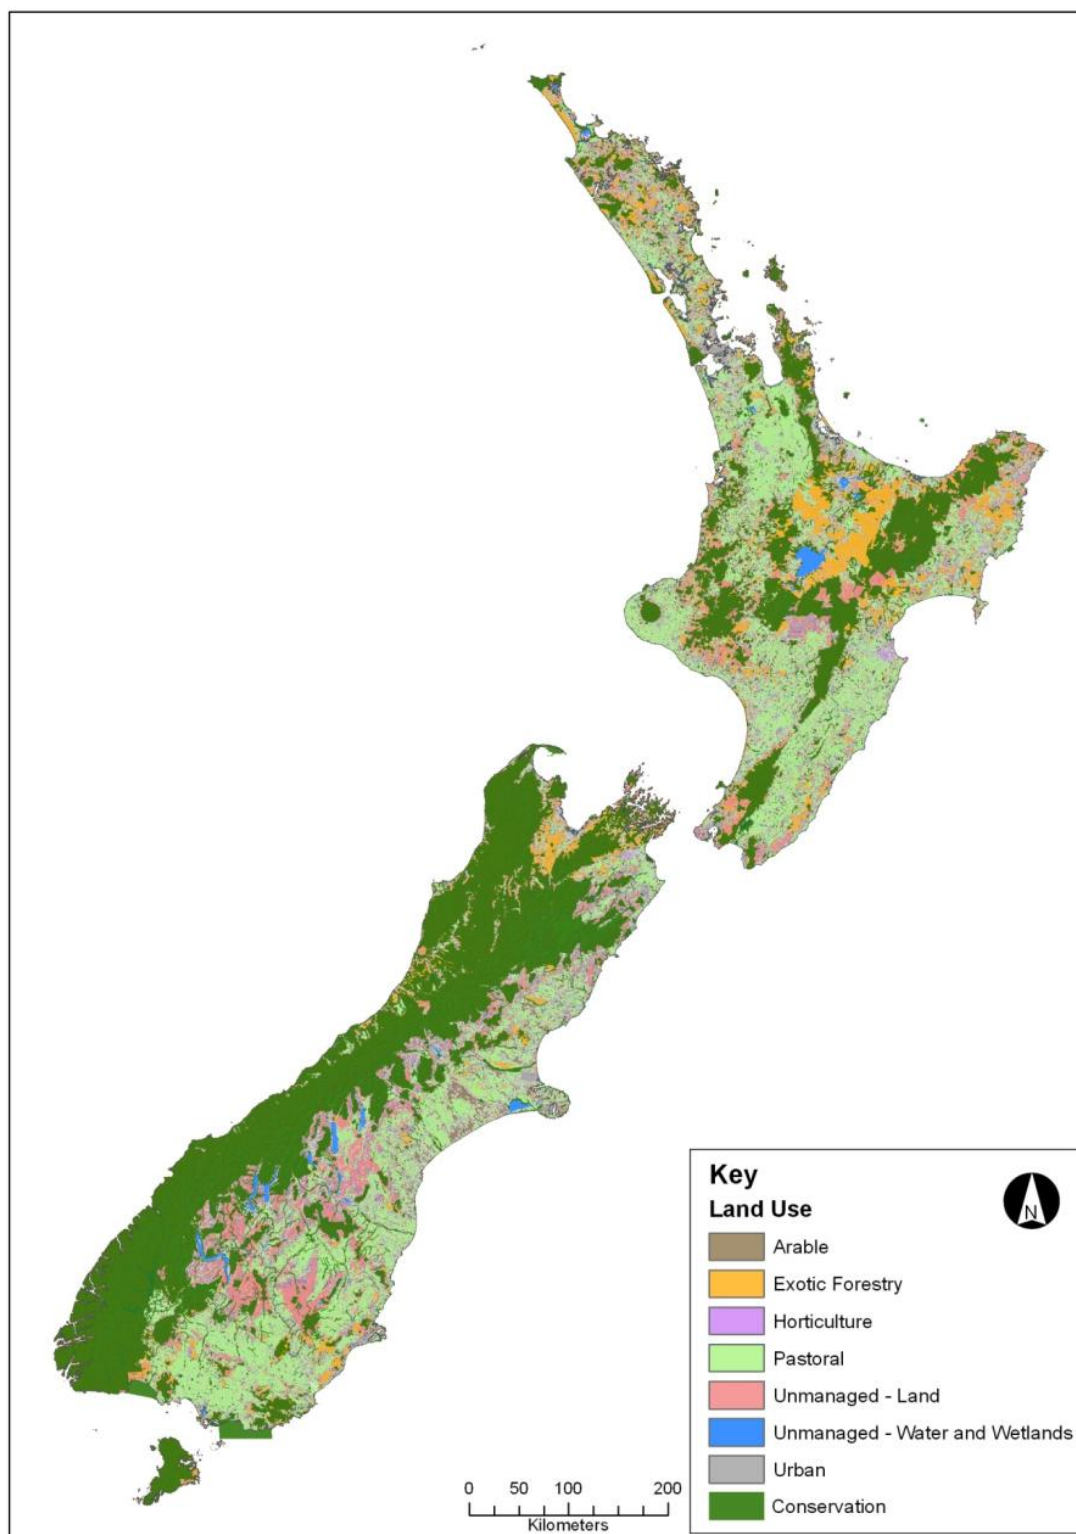 Key
Land Use
N
Arable
Exotic Forestry
Horticulture
Pastoral
Unmanaged - Land
Unmanaged - Water and Wetlands
Urban
Conservation
0 50 100 200
Kilometers